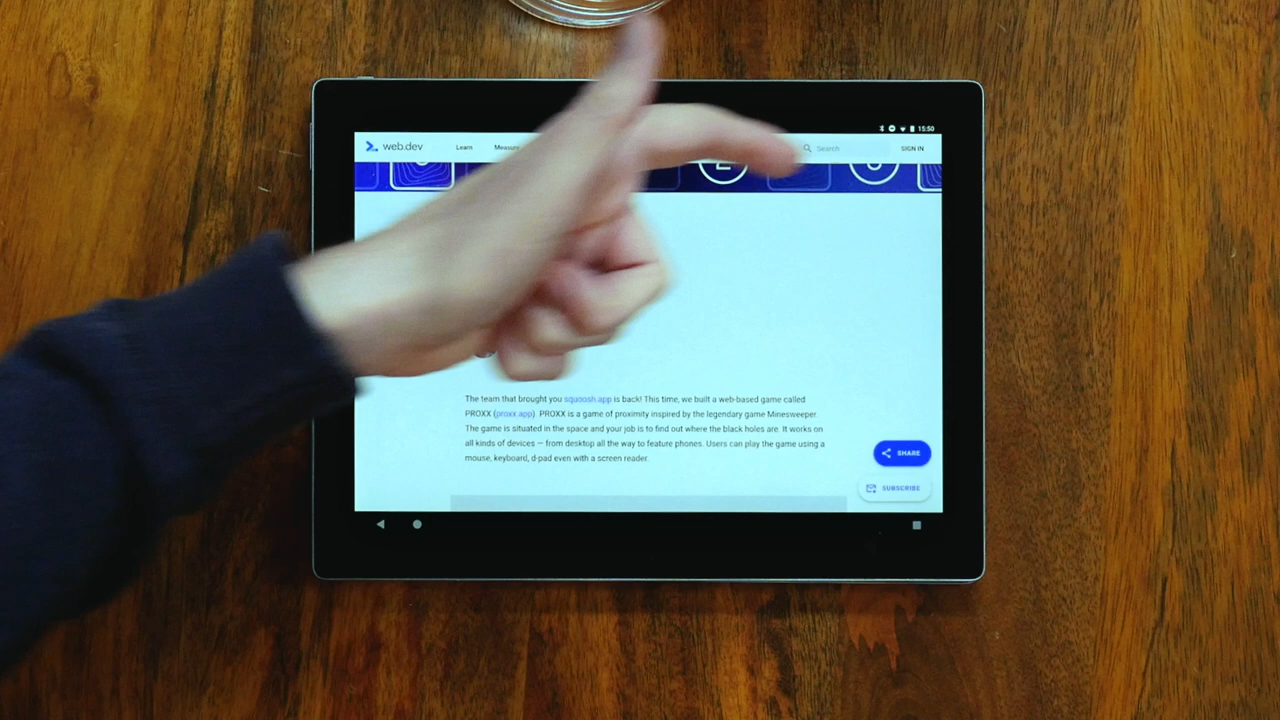 15:50
web.dev Learn Measure Search SIGN IN
The team that brought you squoosh.app is back! This time, we built a web-based game called
PROXX (proxx.app). PROXX is a game of proximity inspired by the legendary game Minesweeper.
The game is situated in the space and your job is to find out where the black holes are. It works on
all kinds of devices — from desktop all the way to feature phones. Users can play the game using a
mouse, keyboard, d-pad even with a screen reader.
SHARE
SUBSCRIBE